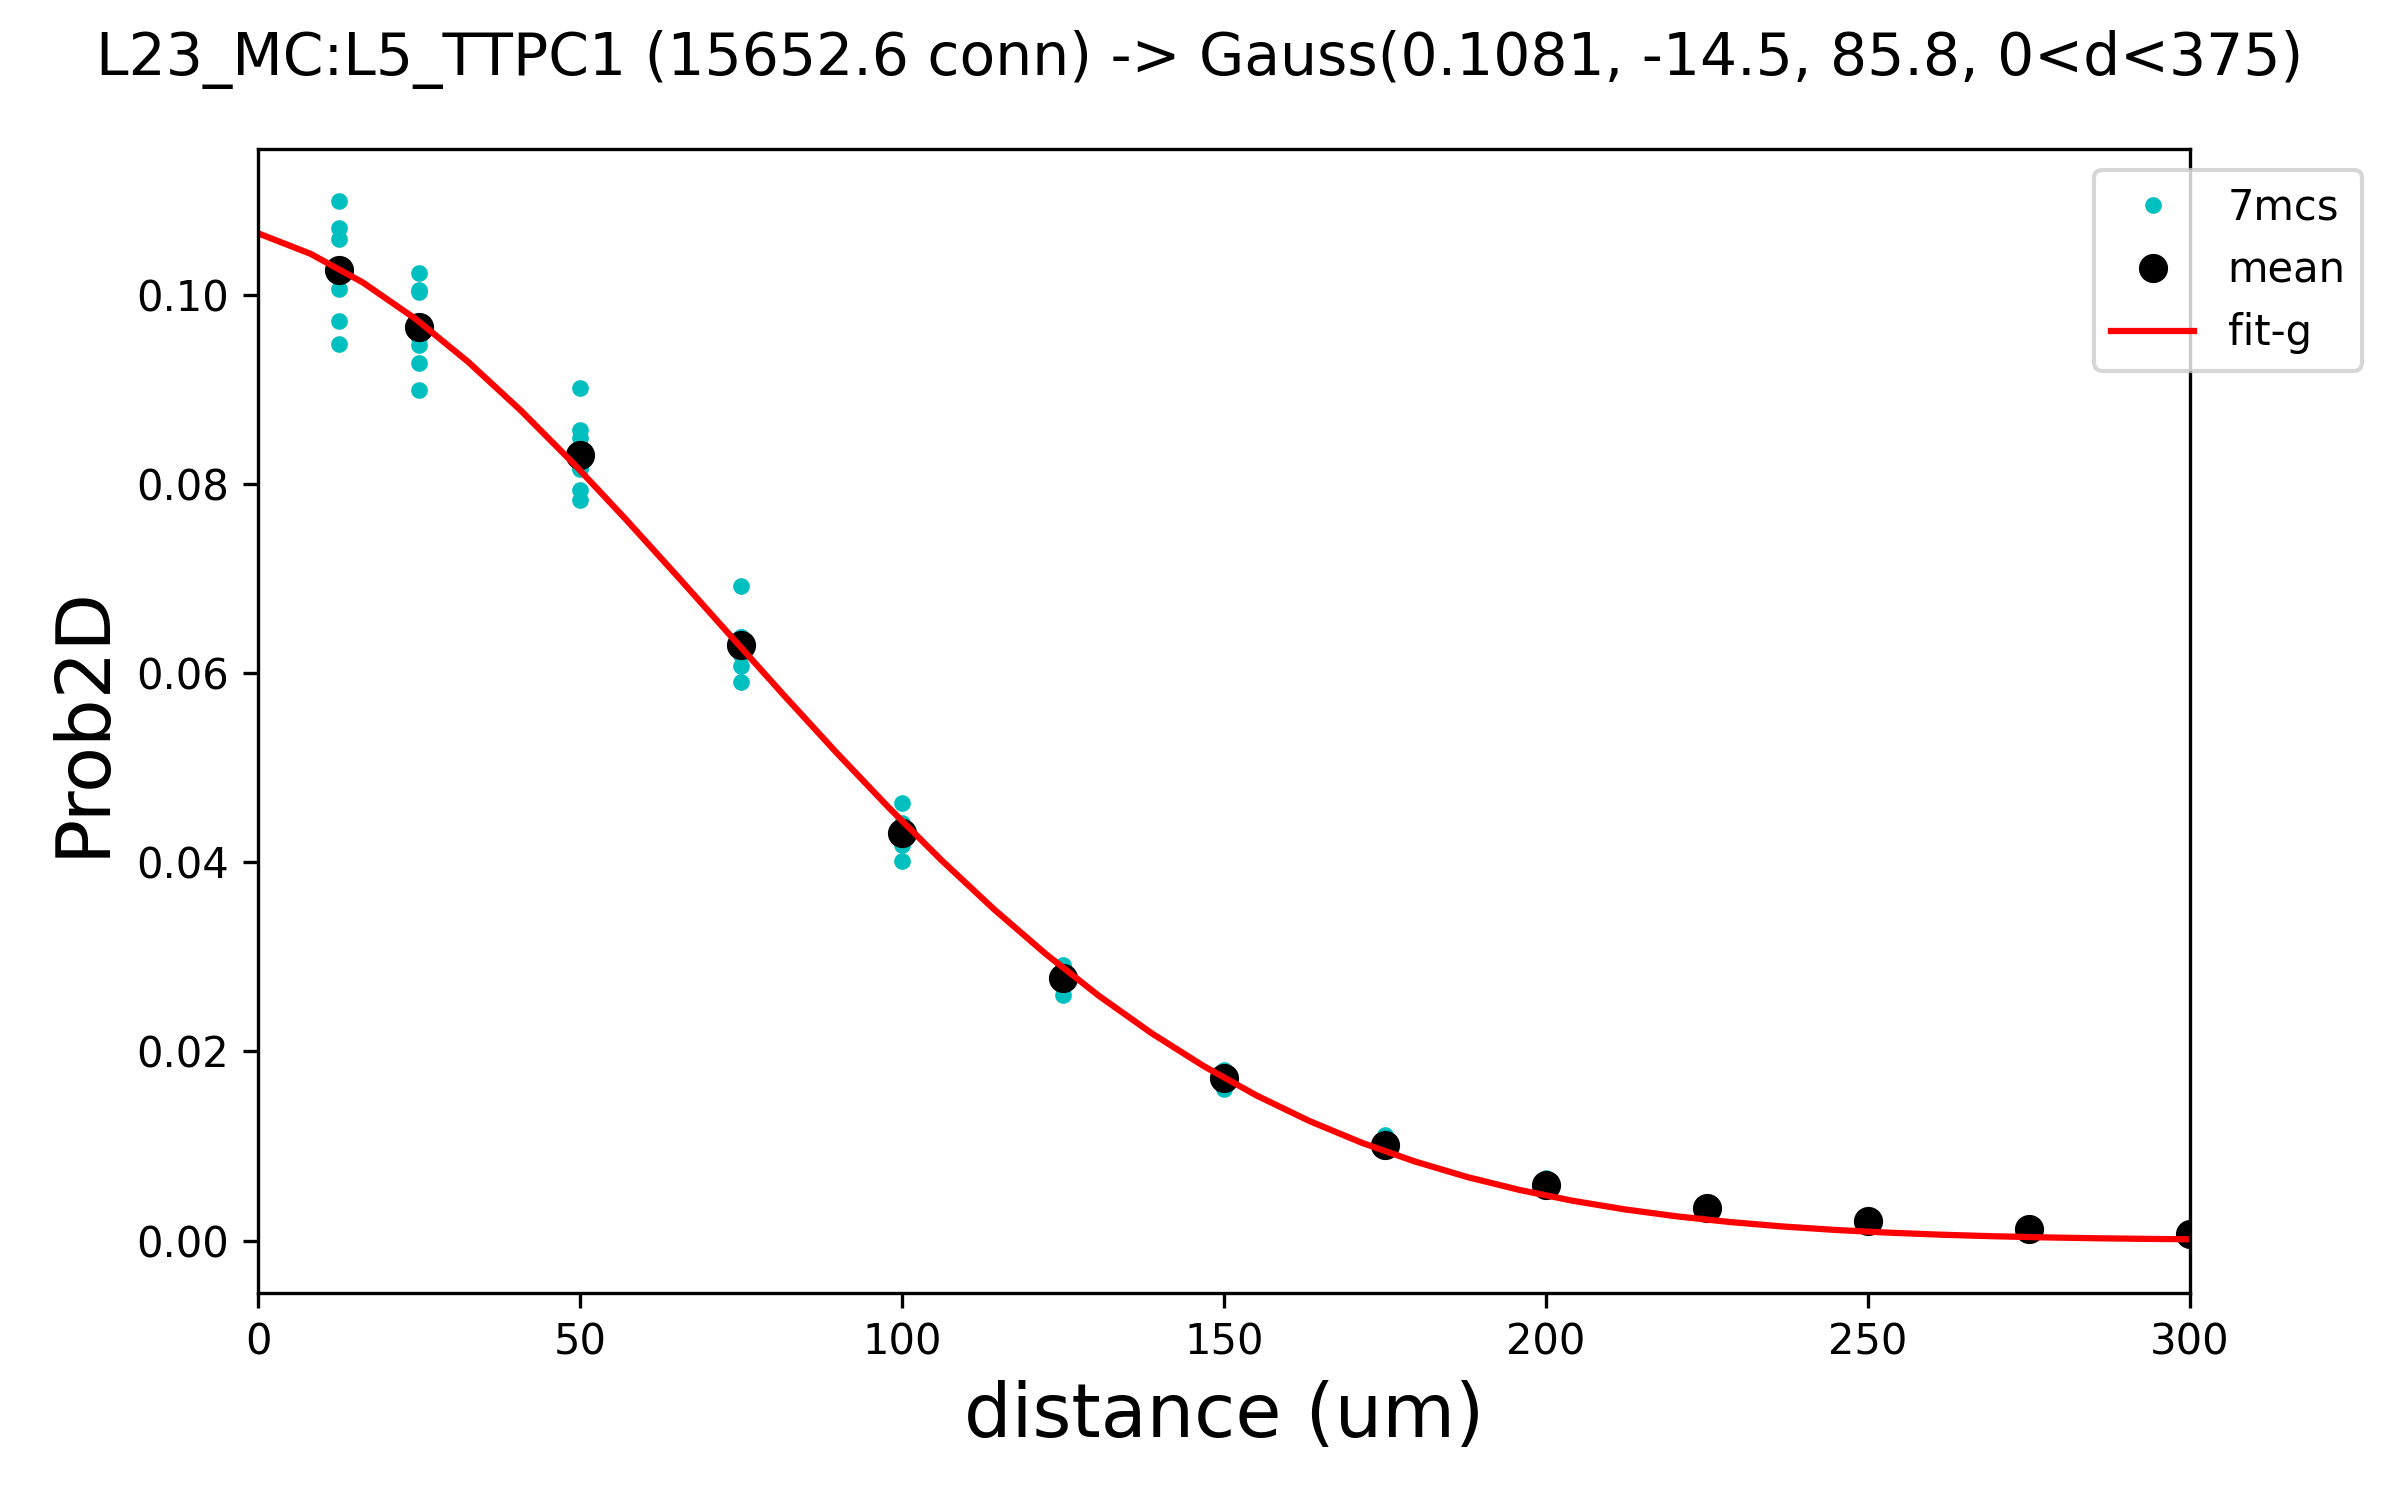 L23_MC:L5_TTPC1 (15652.6 conn) -> Gauss(0.1081, -14.5, 85.8, 0<d<375)
7mcs
mean
fit-g
Prob2D
0.10
0.08
0.06
0.04
0.02
0.00
0 50 100 150 200 250 300
distance (um)